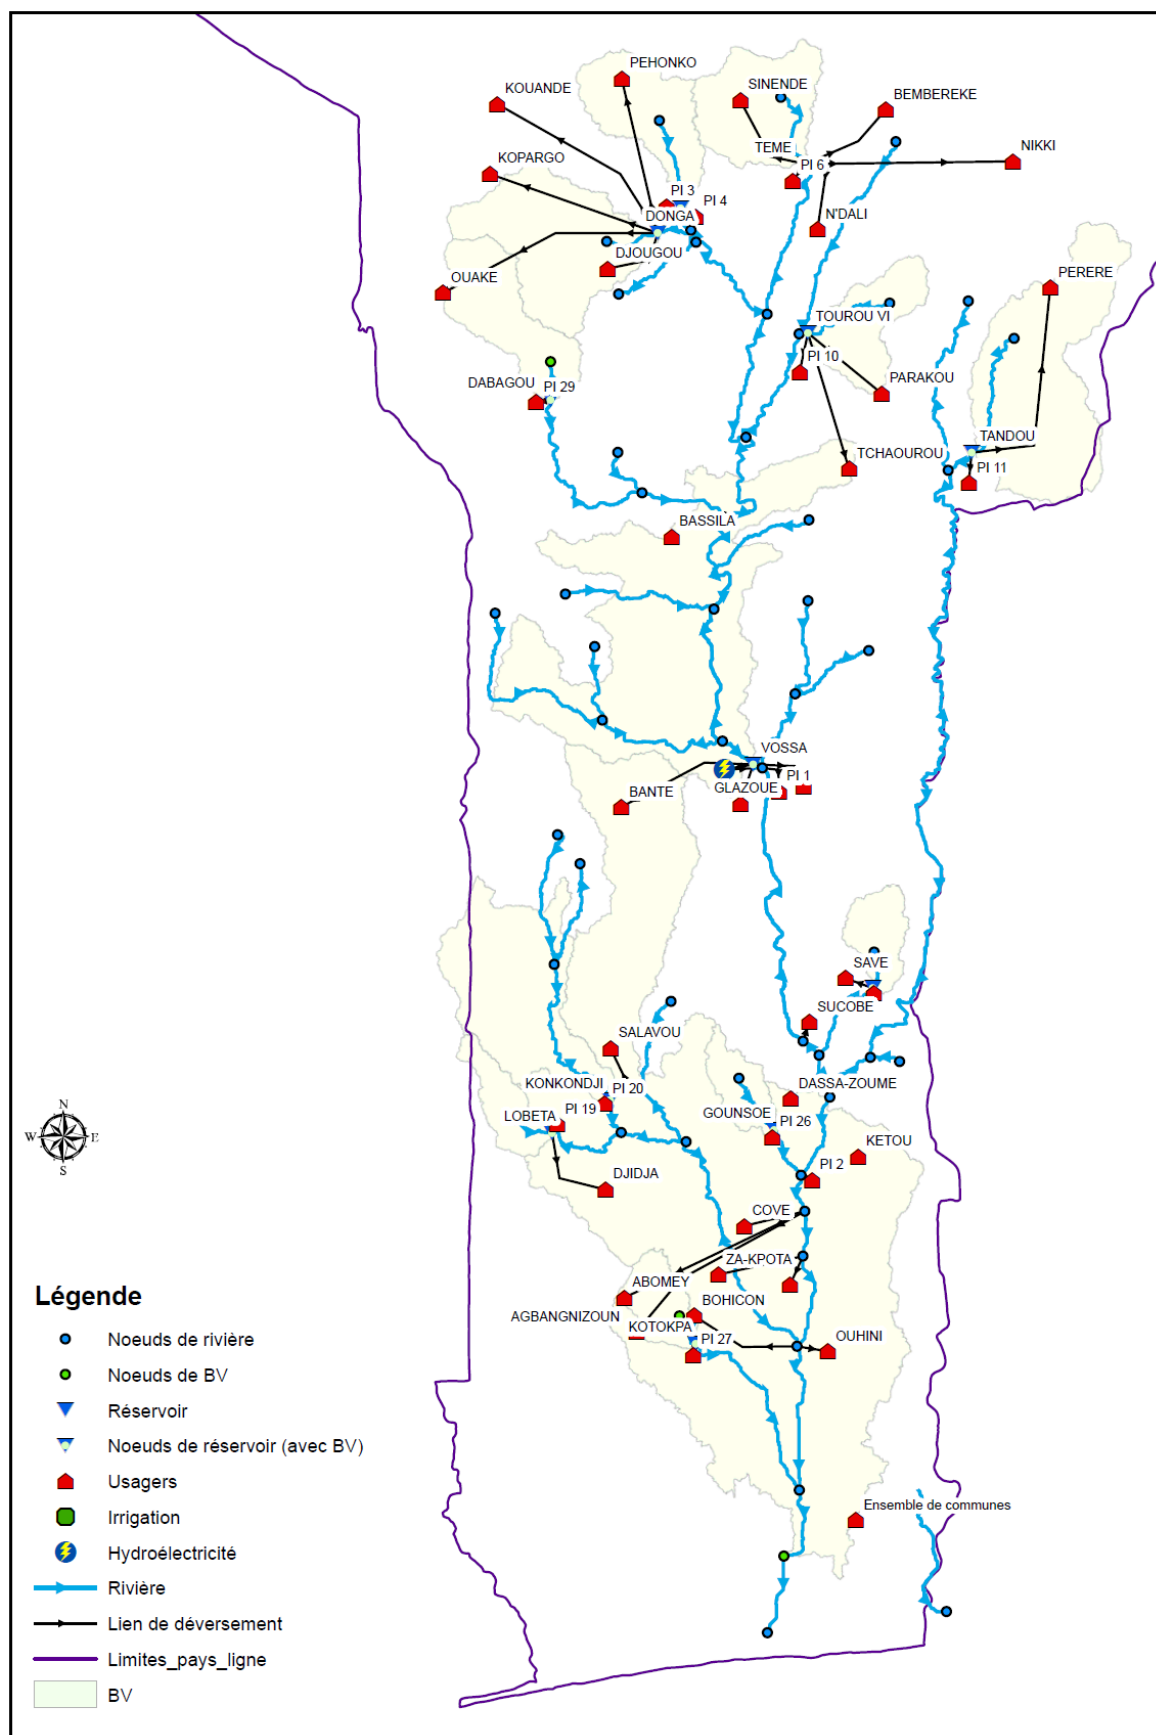 PEHONKO
SINENDE
KOUANDE
BEMBEREKE
TEME
NIKKI
KOPARGO
PI 6
PI 3
PI 4
DONGA
N'DALI
DJOUGOU
OUAKE
PERERE
TOUROU VI
PI 10
DABAGOU
PI 29
PARAKOU
TANDOU
TCHAOUROU
PI 11
BASSILA
VOSSA
PI 1
BANTE
GLAZOUE
SAVE
SUCOBE
SALAVOU
KONKONDJI
PI 20
DASSA-ZOUME
LOBETA
PI 19
GOUNSOE
PI 26
KETOU
DJIDJA
PI 2
COVE
ZA-KPOTA
ABOMEY
AGBANGNIZOUN
BOHICON
KOTOKPA
PI 27
OUHINI
Ensemble de communes
N
W
E
S
Légende
Noeuds de rivière
Noeuds de BV
Réservoir
Noeuds de réservoir (avec BV)
Usagers
Irrigation
Hydroélectricité
Rivière
Lien de déversement
Limites_pays_ligne
BV